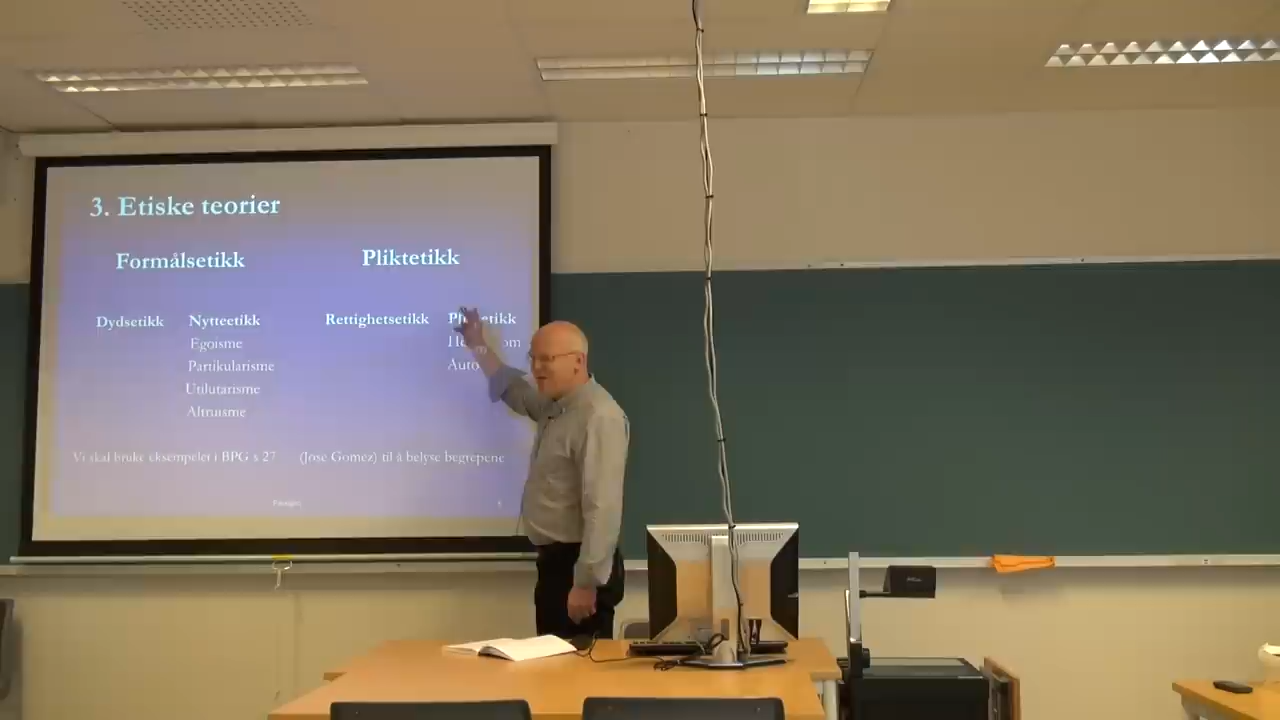 3. Etiske teorier
Formålsetikk Pliktetikk
Dydsetikk Nytteetikk Rettighetsetikk
Egoisme
Partikularisme
Utilutarisme
Altruisme
Vi skal bruke eksempelet i BPG s 27 (Jose Gomez) til å belyse begrepene